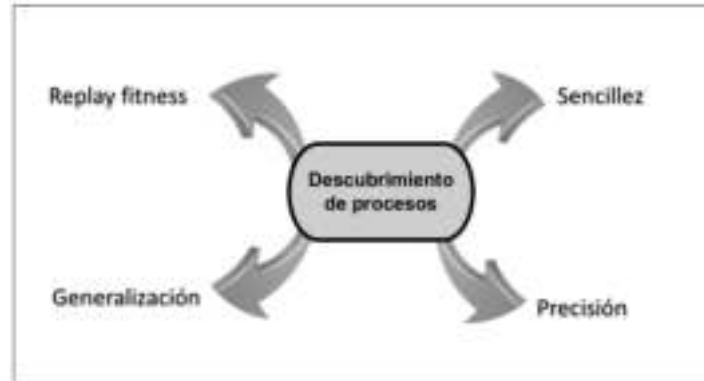 Replay fitness
Sencillez
Descubrimiento
de procesos
Generalización
Precisión